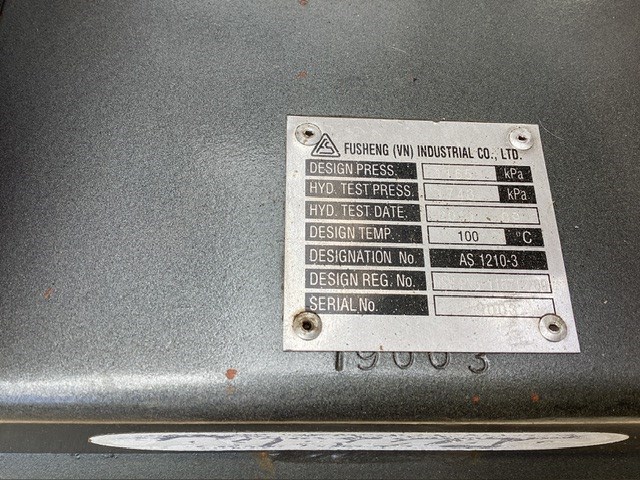 FUSHENG (VN) INDUSTRIAL CO., LTD.
DESIGN PRESS. kPa
HYD. TEST PRESS. kPa
HYD. TEST DATE.
DESIGN TEMP. 100 °C
DESIGNATION No. AS 1210-3
DESIGN REG. No.
SERIAL No.
19003